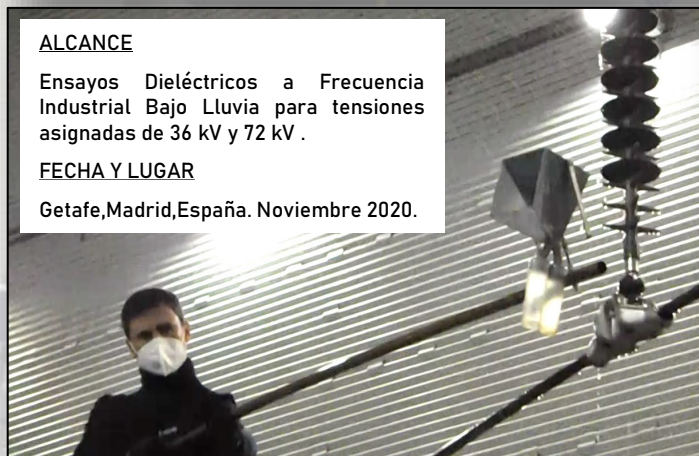 ALCANCE
Ensayos Dieléctricos a Frecuencia
Industrial Bajo Lluvia para tensiones
asignadas de 36 kV y 72 kV .
FECHA Y LUGAR
Getafe,Madrid,España. Noviembre 2020.